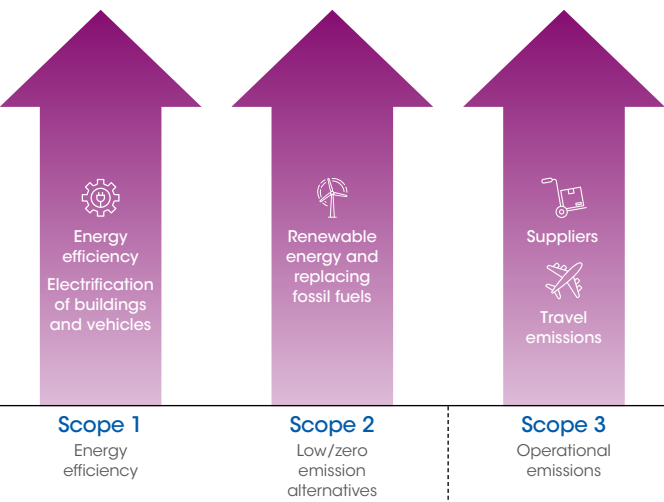 Energy
efficiency
Electrification
of buildings
and vehicles
Renewable
energy and
replacing
fossil fuels
Suppliers
Travel
emissions
Scope 1
Energy
efficiency
Scope 2
Low/zero
emission
alternatives
Scope 3
Operational
emissions